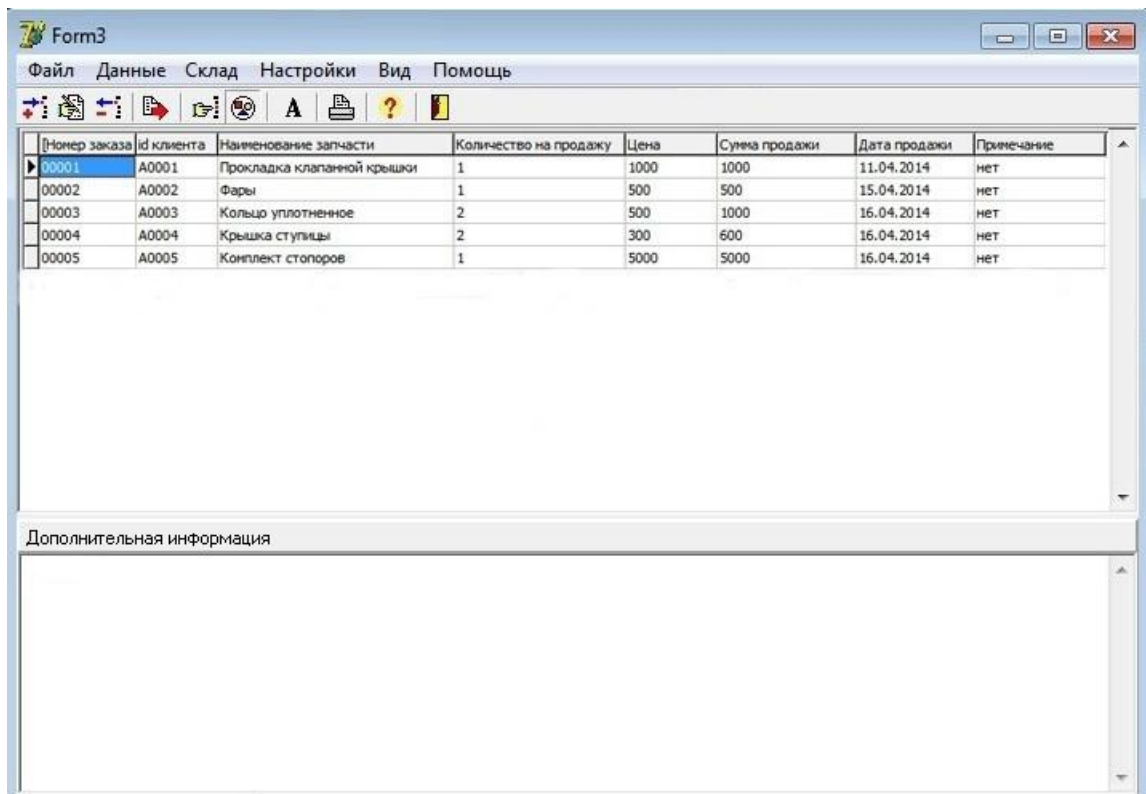 Form3
Файл Данные Склад Настройки Вид Помощь
A ?
[Номер заказа id клиента Наименование запчасти Количество на продажу Цена Сумма продажи Дата продажи Примечание
00001 A0001 Прокладка клапанной крышки 1 1000 1000 11.04.2014 нет
00002 A0002 Фары 1 500 500 15.04.2014 нет
00003 A0003 Кольцо уплотненное 2 500 1000 16.04.2014 нет
00004 A0004 Крышка ступицы 2 300 600 16.04.2014 нет
00005 A0005 Комплект стопоров 1 5000 5000 16.04.2014 нет
Дополнительная информация